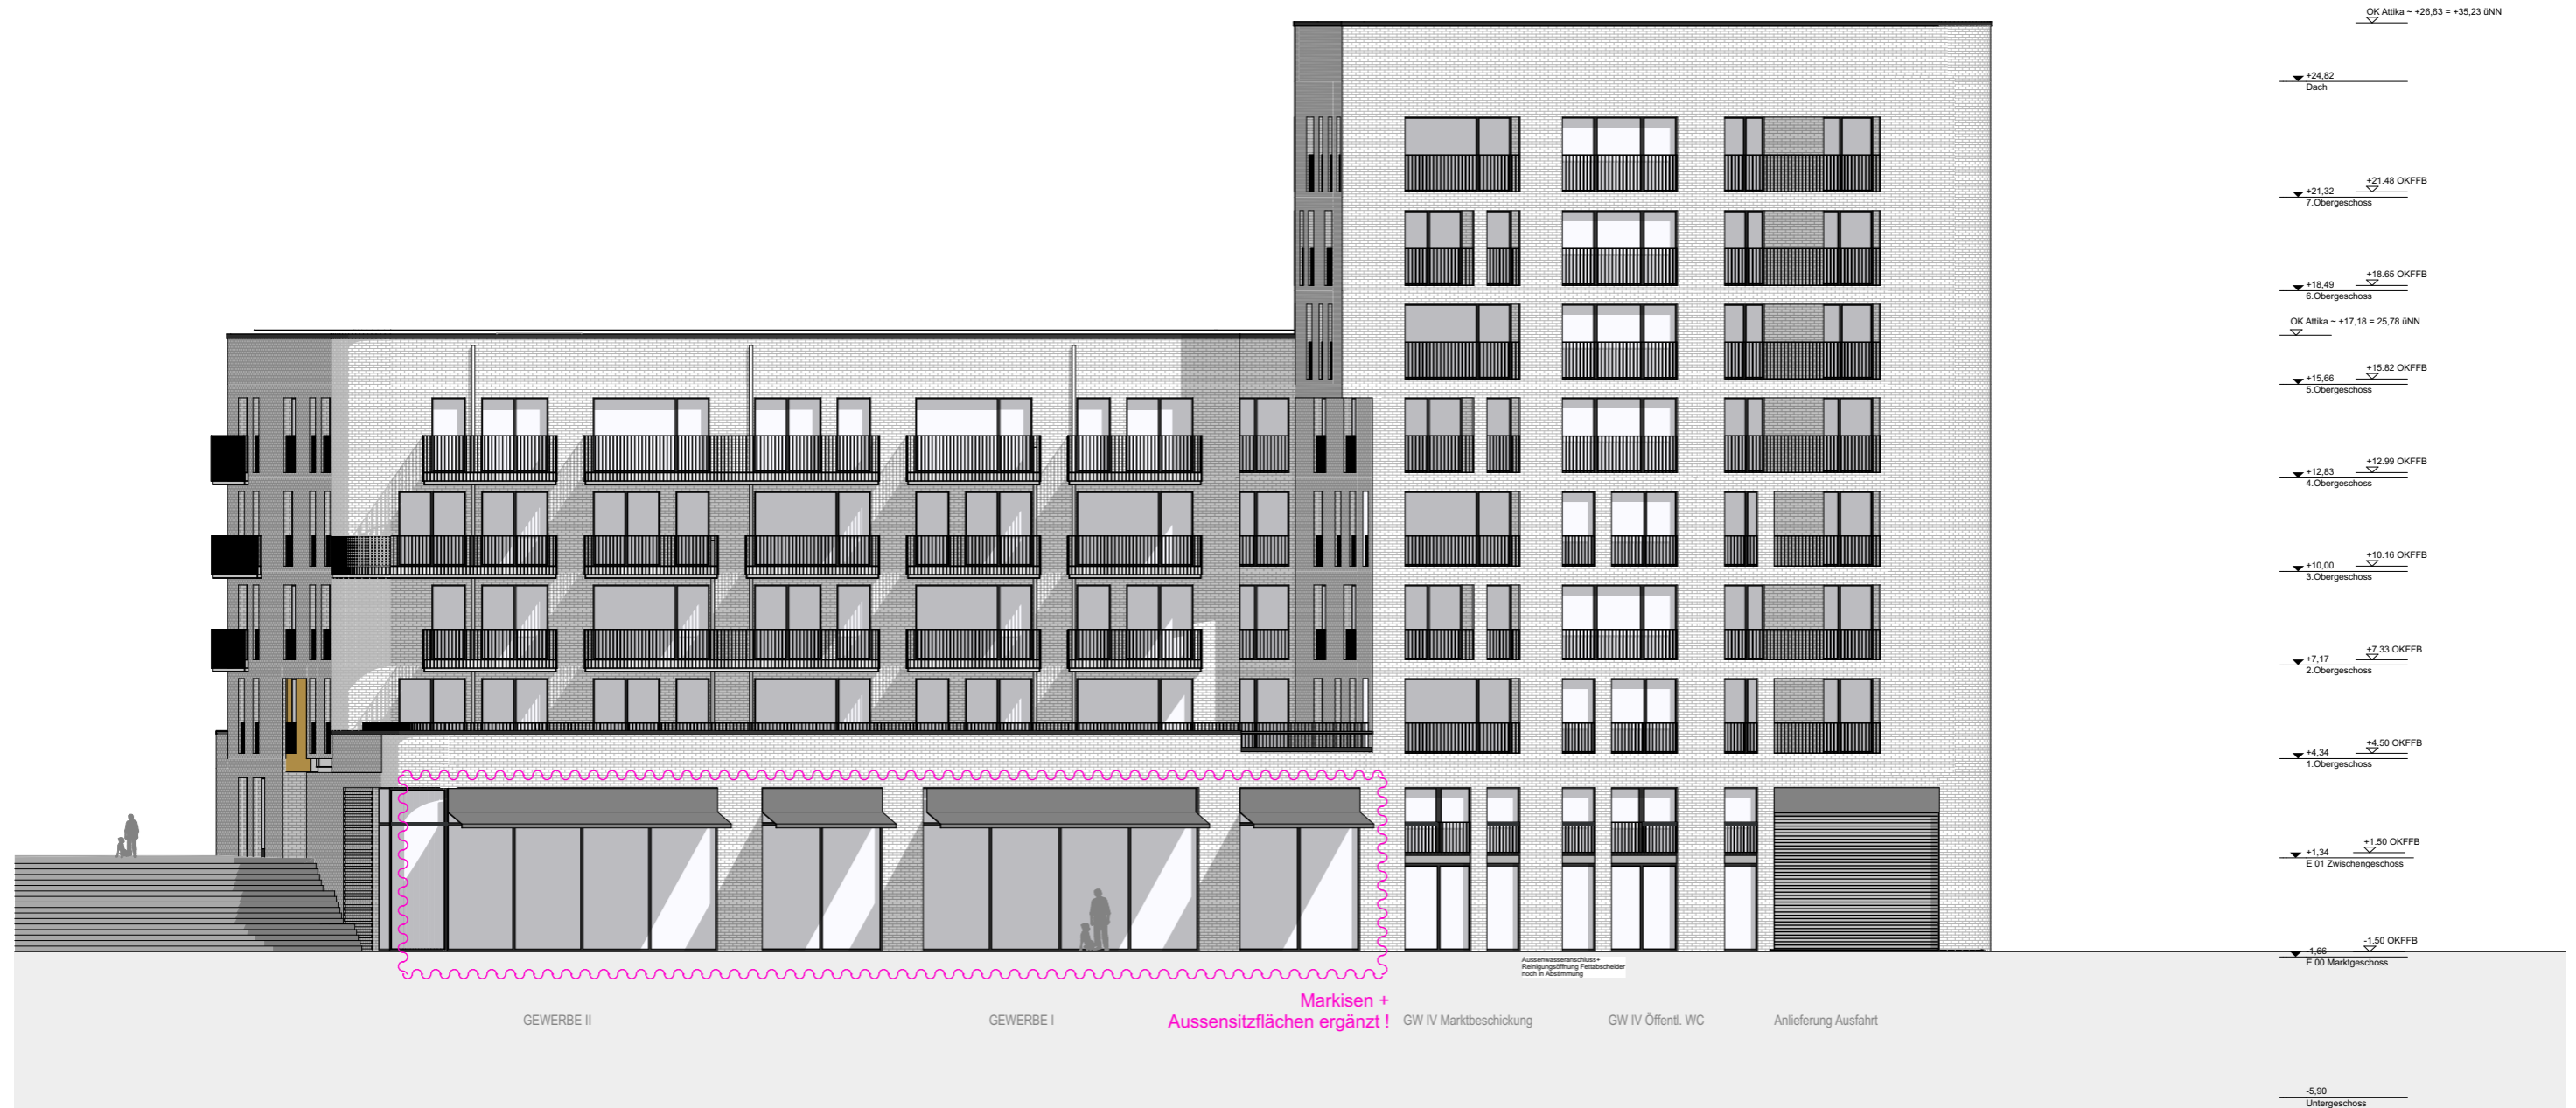 OK Attika ~ +26,63 = +35,23 üNN
+24,82
Dach
+21.48 OKFFB
+21,32
7.Obergeschoss
+18.65 OKFFB
+18,49
6.Obergeschoss
OK Attika ~ +17,18 = 25,78 üNN
+15.82 OKFFB
+15,66
5.Obergeschoss
+12.99 OKFFB
+12,83
4.Obergeschoss
+10.16 OKFFB
+10,00
3.Obergeschoss
+7,33 OKFFB
+7,17
2.Obergeschoss
+4,50 OKFFB
+4,34
1.Obergeschoss
+1.50 OKFFB
+1,34
E 01 Zwischengeschoss
-1.50 OKFFB
-1,66
E 00 Marktgeschoss
Aussenwasseranschluss+
Reinigungsöffnung Fettabscheider
noch in Abstimmung
Markisen +
Aussensitzflächen ergänzt !
GEWERBE II
GEWERBE I
GW IV Marktbeschickung
GW IV Öffentl. WC
Anlieferung Ausfahrt
-5,90
Untergeschoss